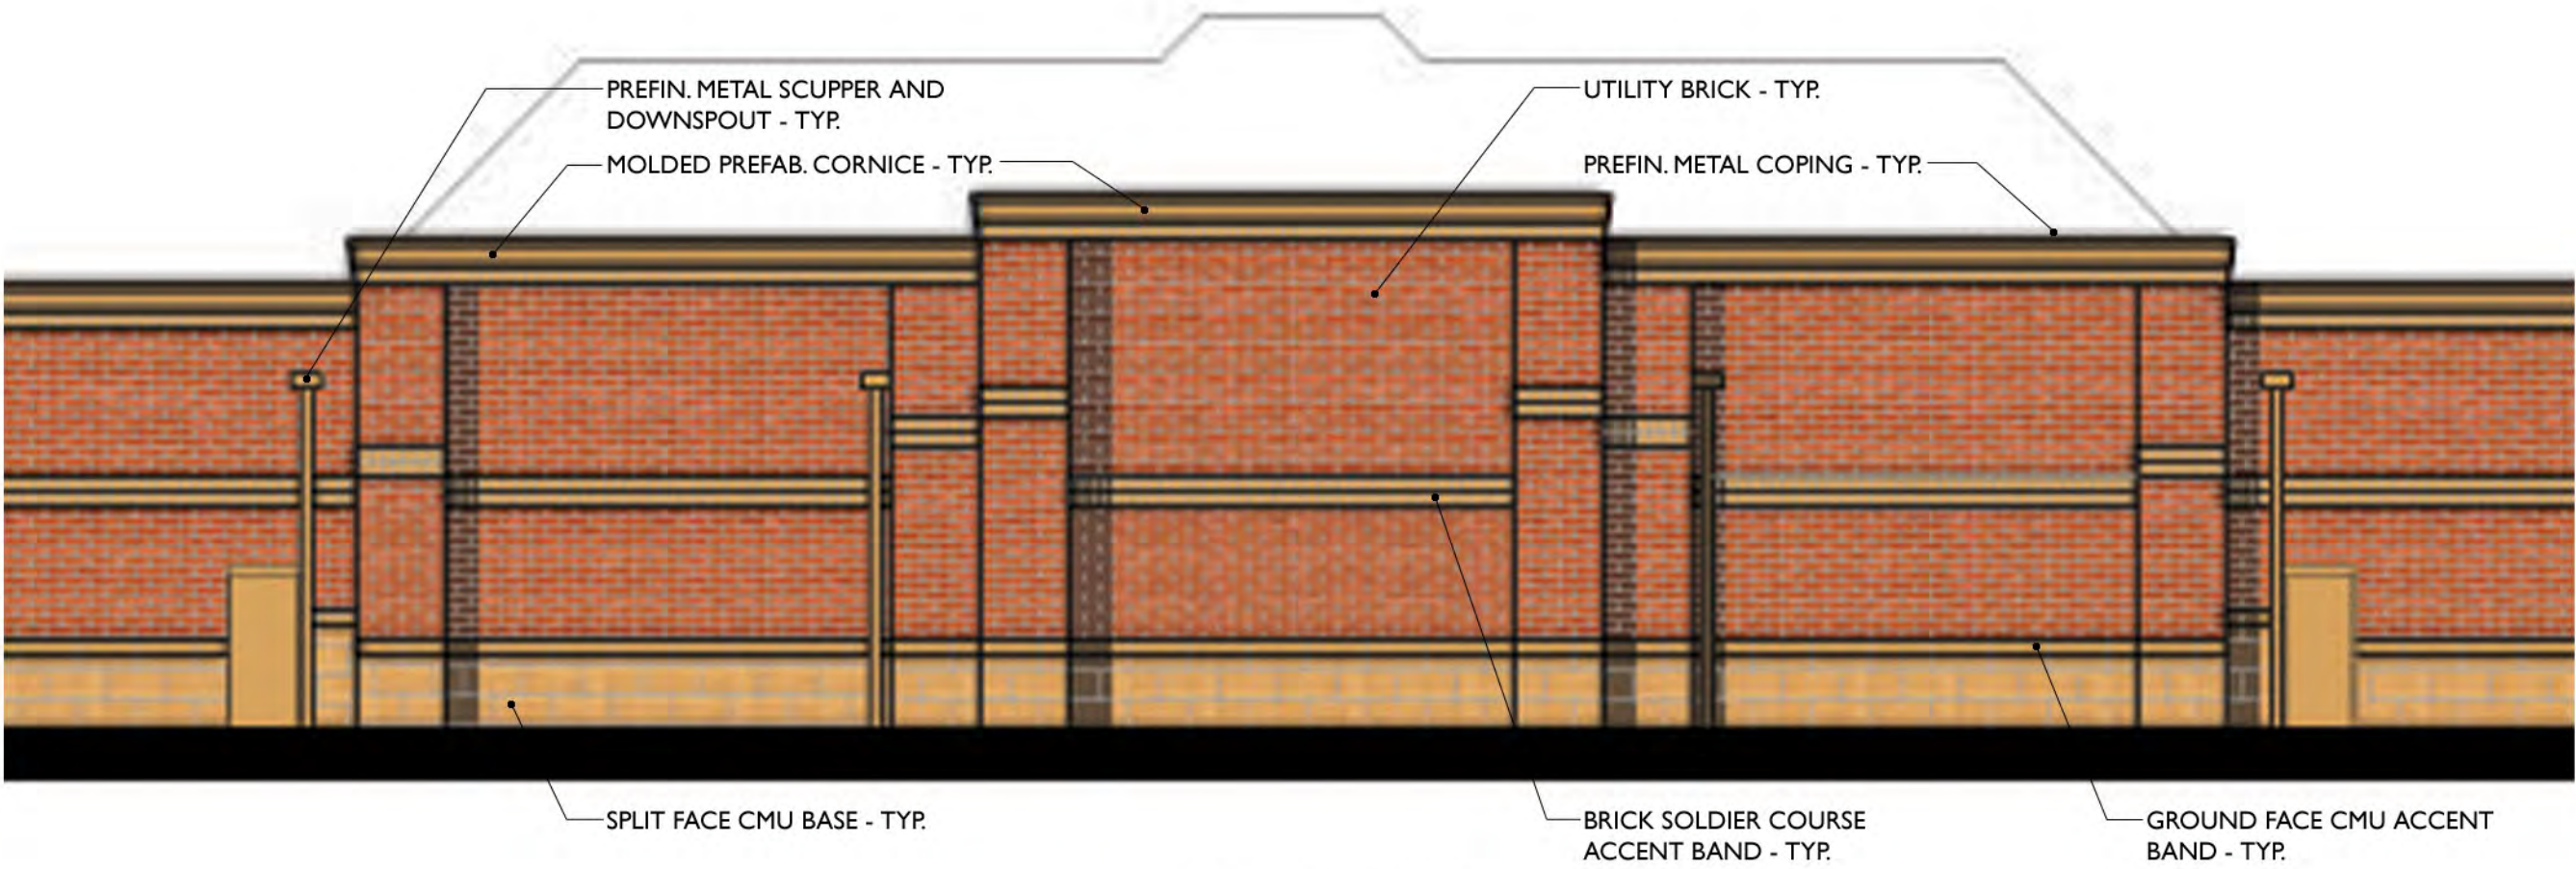 PREFIN. METAL SCUPPER AND
DOWNSPOUT - TYP.
MOLDED PREFAB. CORNICE - TYP.
UTILITY BRICK - TYP.
PREFIN. METAL COPING - TYP.
SPLIT FACE CMU BASE - TYP.
BRICK SOLDIER COURSE
ACCENT BAND - TYP.
GROUND FACE CMU ACCENT
BAND - TYP.